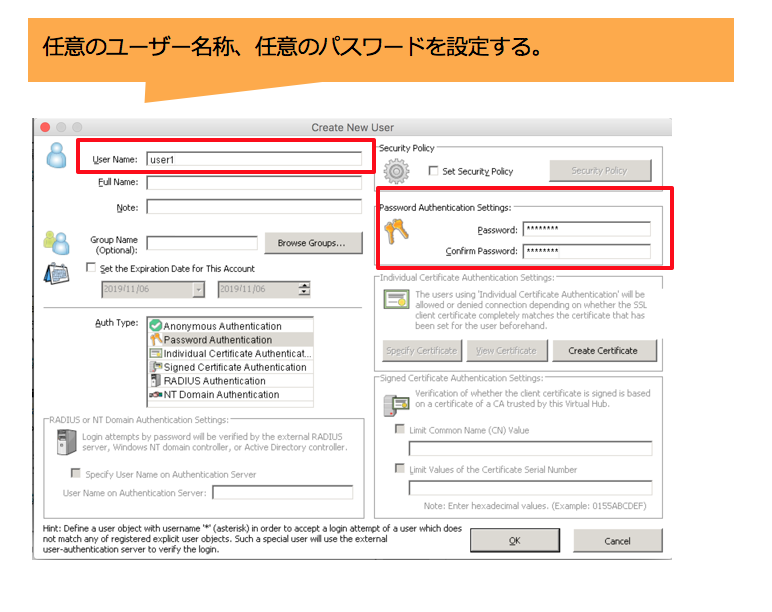 任意のユーザー名称、任意のパスワードを設定する。
Create New User
User Name: user1
Full Name:
Note:
Group Name
(Optional):
Browse Groups...
Set the Expiration Date for This Account
2019/11/06
2019/11/06
Auth Type:
Anonymous Authentication
Password Authentication
Individual Certificate Authenticat...
Signed Certificate Authentication
RADIUS Authentication
NT Domain Authentication
RADIUS or NT Domain Authentication Settings:
Login attempts by password will be verified by the external RADIUS
server, Windows NT domain controller, or Active Directory controller.
Specify User Name on Authentication Server
User Name on Authentication Server:
Hint: Define a user object with username '*' (asterisk) in order to accept a login attempt of a user which does
not match any of registered explicit user objects. Such a special user will use the external
user-authentication server to verify the login.
Security Policy
Set Security Policy
Security Policy
Password Authentication Settings:
Password: ********
Confirm Password: ********
Individual Certificate Authentication Settings:
The users using 'Individual Certificate Authentication' will be
allowed or denied connection depending on whether the SSL
client certificate completely matches the certificate that has
been set for the user beforehand.
Specify Certificate
View Certificate
Create Certificate
Signed Certificate Authentication Settings:
Verification of whether the client certificate is signed is based
on a certificate of a CA trusted by this Virtual Hub.
Limit Common Name (CN) Value
Limit Values of the Certificate Serial Number
Note: Enter hexadecimal values. (Example: 0155ABCDEF)
OK
Cancel